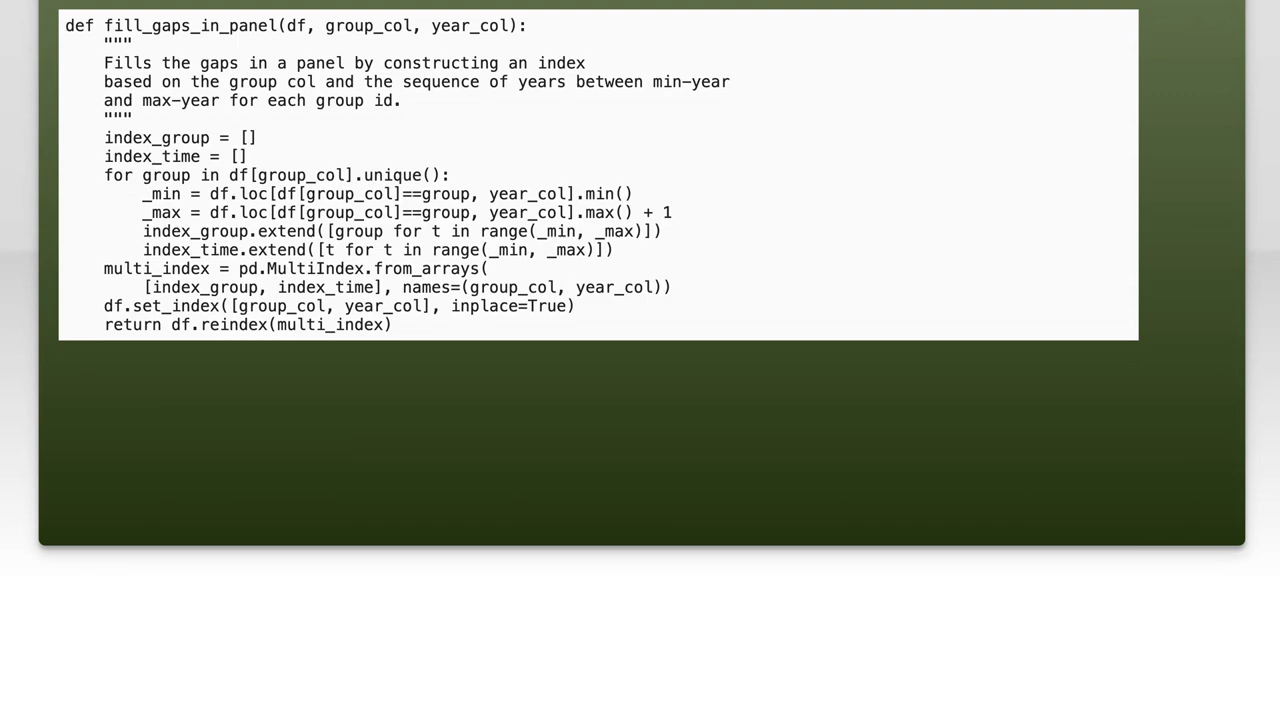 def fill_gaps_in_panel(df, group_col, year_col):
    """
    Fills the gaps in a panel by constructing an index
    based on the group col and the sequence of years between min-year
    and max-year for each group id.
    """
    index_group = []
    index_time = []
    for group in df[group_col].unique():
        _min = df.loc[df[group_col]==group, year_col].min()
        _max = df.loc[df[group_col]==group, year_col].max() + 1
        index_group.extend([group for t in range(_min, _max)])
        index_time.extend([t for t in range(_min, _max)])
    multi_index = pd.MultiIndex.from_arrays(
        [index_group, index_time], names=(group_col, year_col))
    df.set_index([group_col, year_col], inplace=True)
    return df.reindex(multi_index)